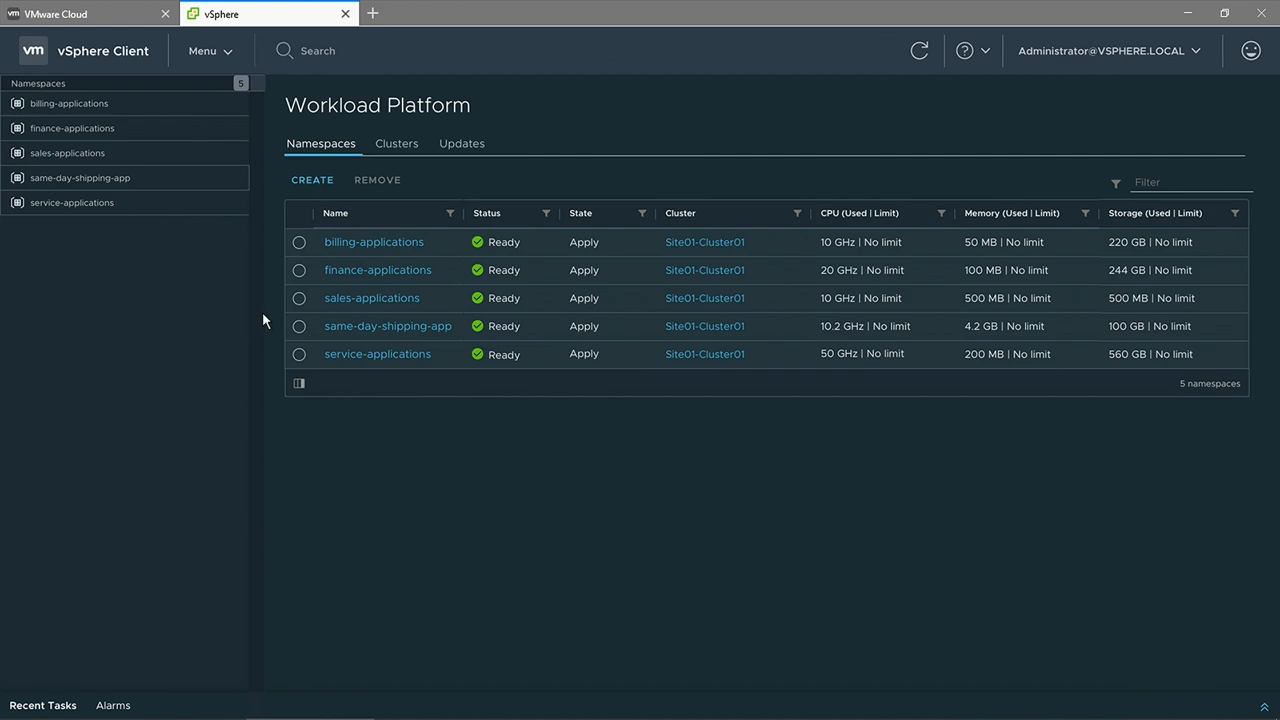 vm VMware Cloud vSphere
vm vSphere Client Menu Search Administrator@VSPHERE.LOCAL
Namespaces 5
billing-applications
finance-applications
sales-applications
same-day-shipping-app
service-applications
Workload Platform
Namespaces Clusters Updates
CREATE REMOVE Filter
Name Status State Cluster CPU (Used | Limit) Memory (Used | Limit) Storage (Used | Limit)
billing-applications Ready Apply Site01-Cluster01 10 GHz | No limit 50 MB | No limit 220 GB | No limit
finance-applications Ready Apply Site01-Cluster01 20 GHz | No limit 100 MB | No limit 244 GB | No limit
sales-applications Ready Apply Site01-Cluster01 10 GHz | No limit 500 MB | No limit 500 MB | No limit
same-day-shipping-app Ready Apply Site01-Cluster01 10.2 GHz | No limit 4.2 GB | No limit 100 GB | No limit
service-applications Ready Apply Site01-Cluster01 50 GHz | No limit 200 MB | No limit 560 GB | No limit
5 namespaces
Recent Tasks Alarms